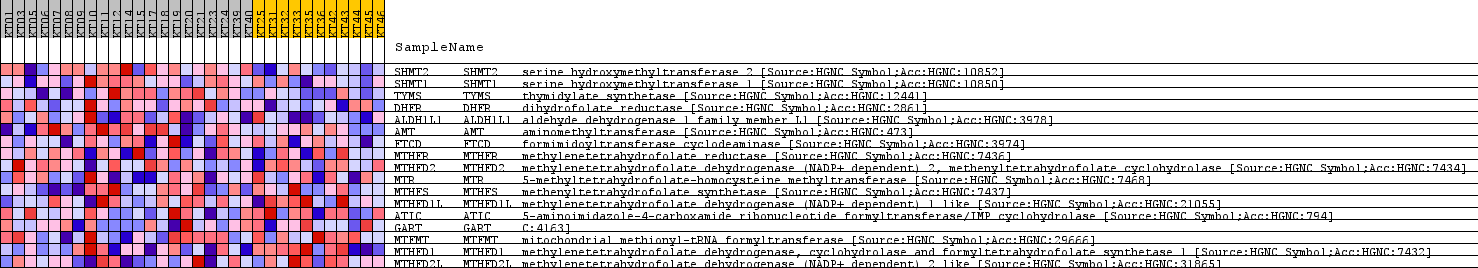 KT01 KT03 KT05 KT06 KT07 KT08 KT09 KT10 KT11 KT12 KT14 KT15 KT17 KT18 KT19 KT20 KT21 KT23 KT24 KT39 KT40 KT25 KT31 KT32 KT33 KT35 KT36 KT42 KT43 KT44 KT45 KT46
SampleName
SHMT2 SHMT2 serine hydroxymethyltransferase 2 [Source:HGNC Symbol;Acc:HGNC:10852]
SHMT1 SHMT1 serine hydroxymethyltransferase 1 [Source:HGNC Symbol;Acc:HGNC:10850]
TYMS TYMS thymidylate synthetase [Source:HGNC Symbol;Acc:HGNC:12441]
DHFR DHFR dihydrofolate reductase [Source:HGNC Symbol;Acc:HGNC:2861]
ALDH1L1 ALDH1L1 aldehyde dehydrogenase 1 family member L1 [Source:HGNC Symbol;Acc:HGNC:3978]
AMT AMT aminomethyltransferase [Source:HGNC Symbol;Acc:HGNC:473]
FTCD FTCD formimidoyltransferase cyclodeaminase [Source:HGNC Symbol;Acc:HGNC:3974]
MTHFR MTHFR methylenetetrahydrofolate reductase [Source:HGNC Symbol;Acc:HGNC:7436]
MTHFD2 MTHFD2 methylenetetrahydrofolate dehydrogenase (NADP+ dependent) 2, methenyltetrahydrofolate cyclohydrolase [Source:HGNC Symbol;Acc:HGNC:7434]
MTR MTR 5-methyltetrahydrofolate-homocysteine methyltransferase [Source:HGNC Symbol;Acc:HGNC:7468]
MTHFS MTHFS methenyltetrahydrofolate synthetase [Source:HGNC Symbol;Acc:HGNC:7437]
MTHFD1L MTHFD1L methylenetetrahydrofolate dehydrogenase (NADP+ dependent) 1 like [Source:HGNC Symbol;Acc:HGNC:21055]
ATIC ATIC 5-aminoimidazole-4-carboxamide ribonucleotide formyltransferase/IMP cyclohydrolase [Source:HGNC Symbol;Acc:HGNC:794]
GART GART C:4163]
MTFMT MTFMT mitochondrial methionyl-tRNA formyltransferase [Source:HGNC Symbol;Acc:HGNC:29666]
MTHFD1 MTHFD1 methylenetetrahydrofolate dehydrogenase, cyclohydrolase and formyltetrahydrofolate synthetase 1 [Source:HGNC Symbol;Acc:HGNC:7432]
MTHFD2L MTHFD2L methylenetetrahydrofolate dehydrogenase (NADP+ dependent) 2 like [Source:HGNC Symbol;Acc:HGNC:31865]